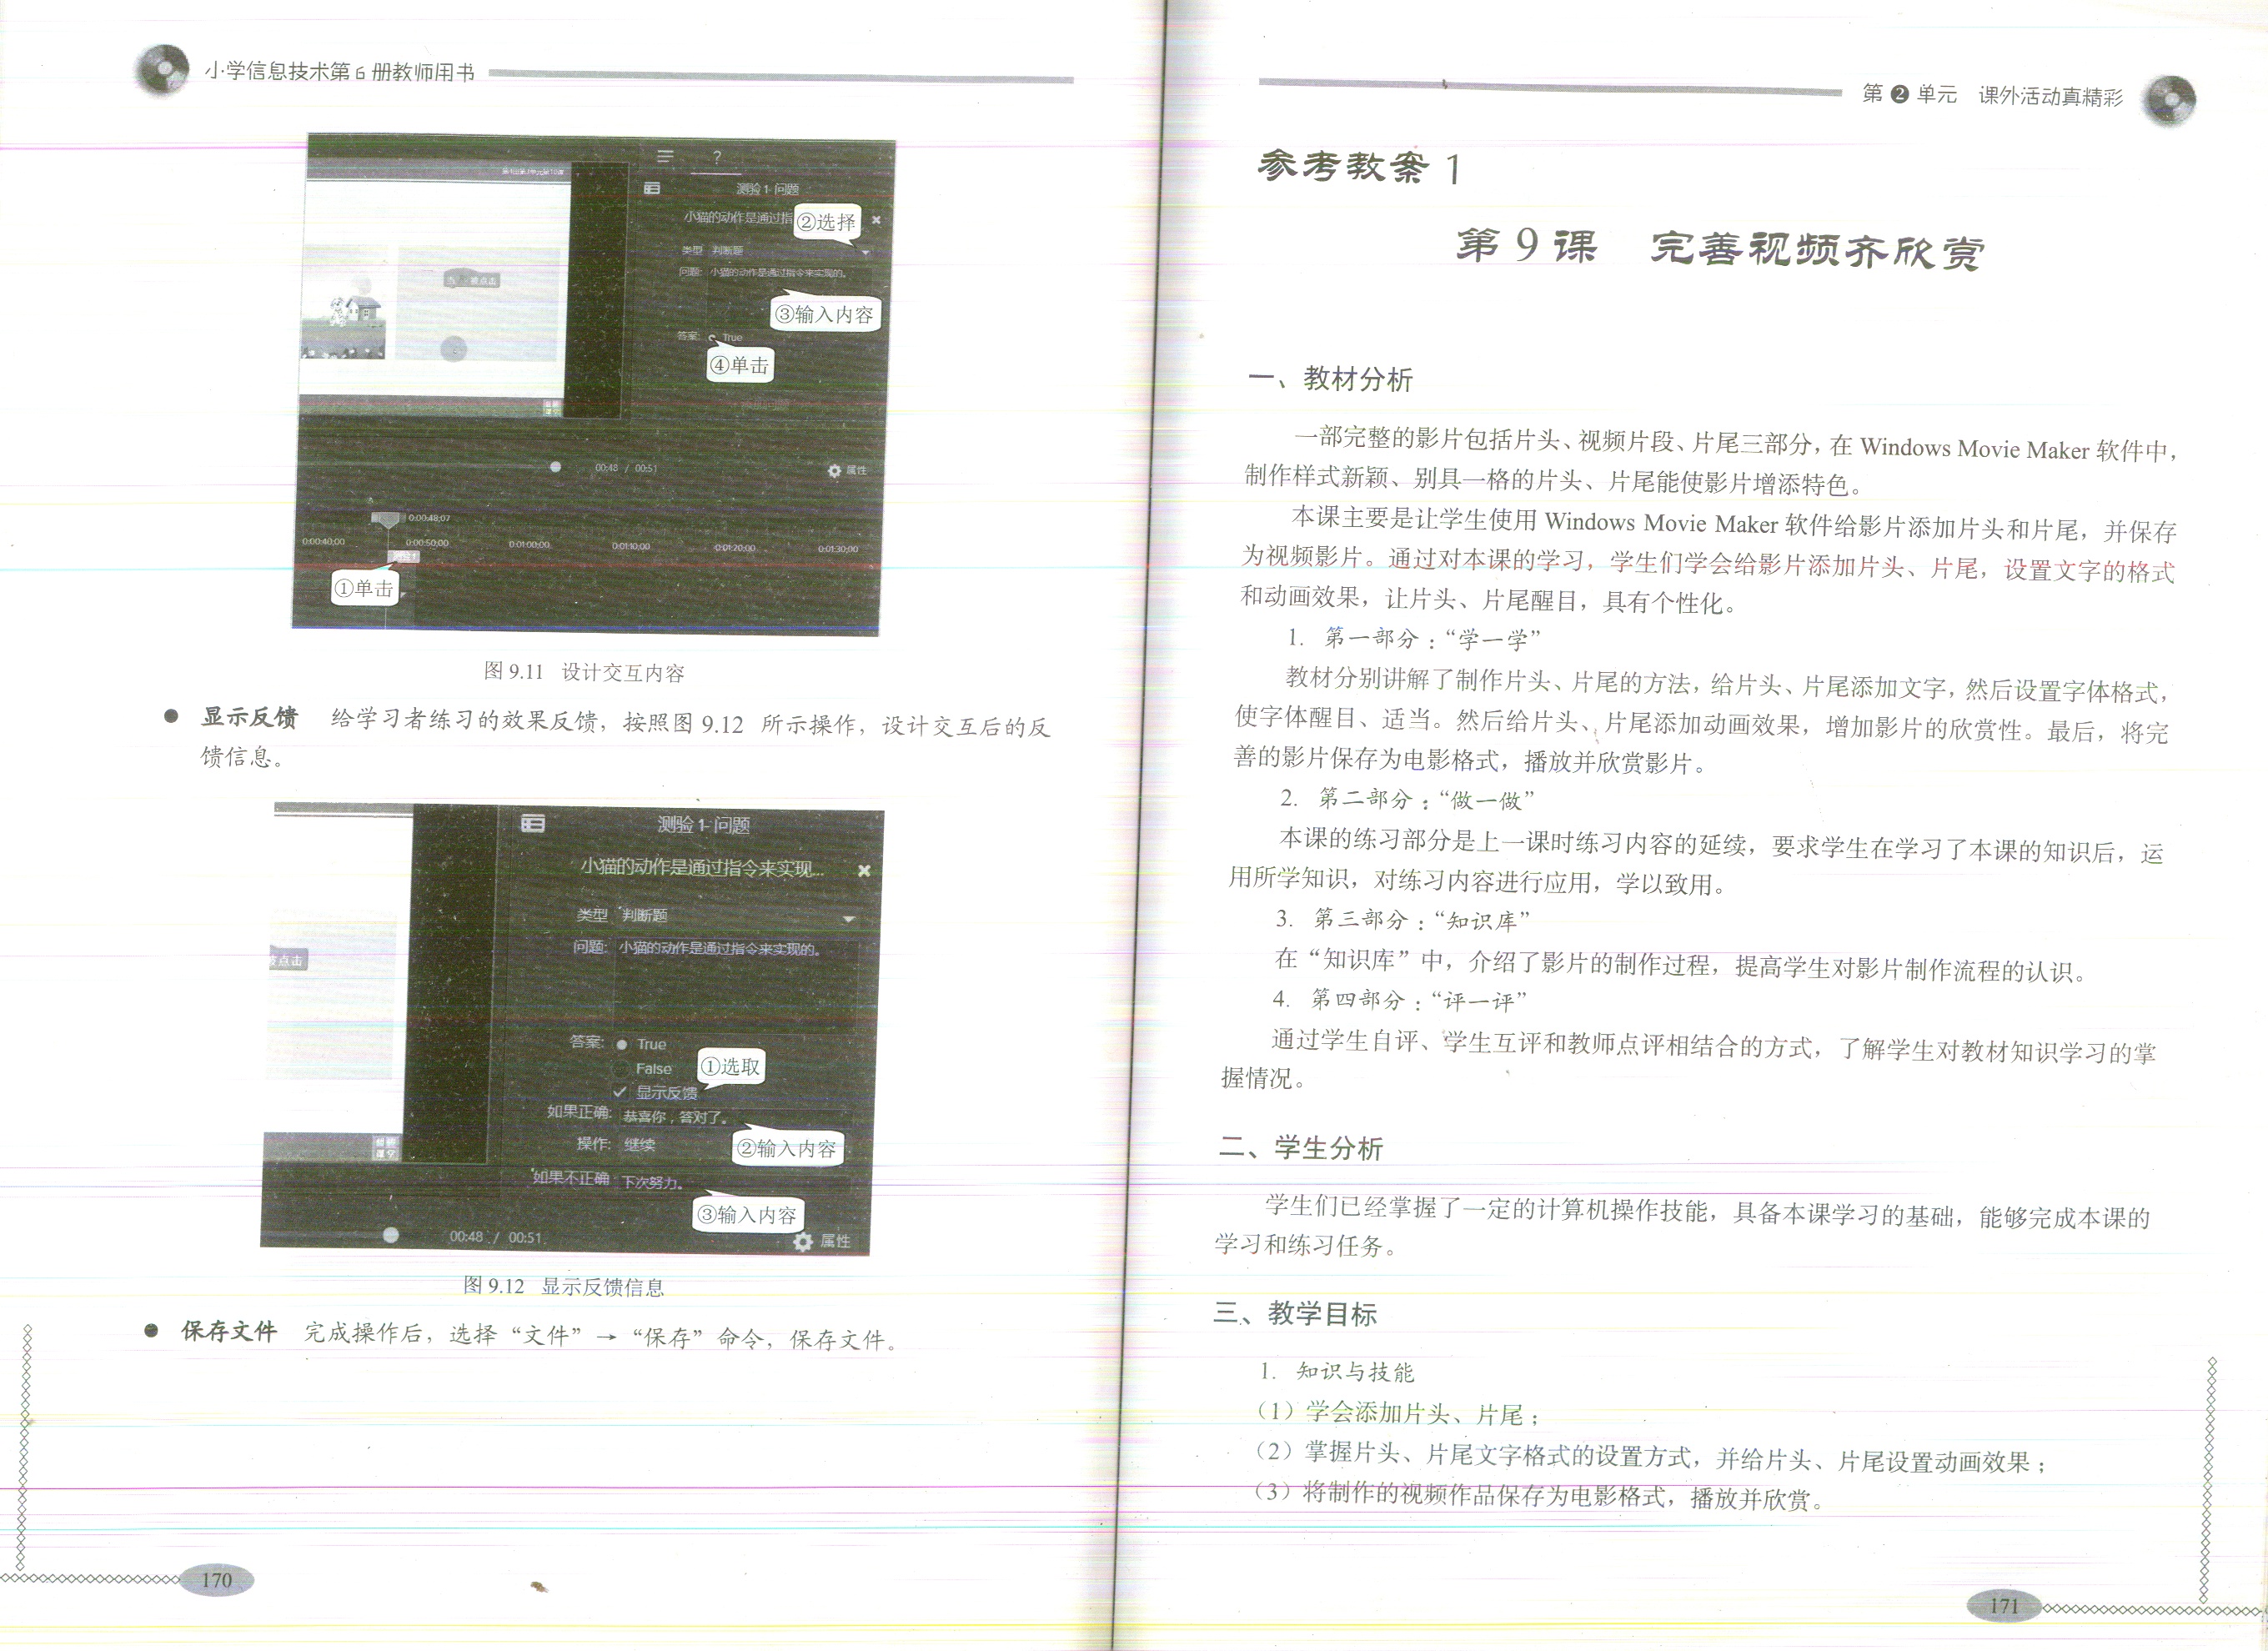 小学信息技术第6册教师用书
测验1-问题
小猫的动作是通过指
②选择
类型 判断题
问题: 小猫的动作是通过指令来实现的。
被点击
③输入内容
答案: True
④单击
00:48 / 00:51
属性
0:00:48;07
0:00:40;00 0:00:50;00 0:01:00;00 0:01:10;00 0:01:20;00 0:01:30;00
测验1
①单击
图 9.11 设计交互内容
● 显示反馈 给学习者练习的效果反馈，按照图 9.12 所示操作，设计交互后的反
馈信息。
测验1-问题
小猫的动作是通过指令来实现...
类型 判断题
问题: 小猫的动作是通过指令来实现的。
点击
答案: True
False
①选取
显示反馈
如果正确: 恭喜你，答对了。
操作: 继续
②输入内容
如果不正确 下次努力。
③输入内容
00:48 / 00:51
属性
图 9.12 显示反馈信息
● 保存文件 完成操作后，选择“文件”→“保存”命令，保存文件。
170
第2单元 课外活动真精彩
参考教案1
第9课 完善视频齐欣赏
一、教材分析
一部完整的影片包括片头、视频片段、片尾三部分，在 Windows Movie Maker 软件中，
制作样式新颖、别具一格的片头、片尾能使影片增添特色。
本课主要是让学生使用 Windows Movie Maker 软件给影片添加片头和片尾，并保存
为视频影片。通过对本课的学习，学生们学会给影片添加片头、片尾，设置文字的格式
和动画效果，让片头、片尾醒目，具有个性化。
1. 第一部分：“学一学”
教材分别讲解了制作片头、片尾的方法，给片头、片尾添加文字，然后设置字体格式，
使字体醒目、适当。然后给片头、片尾添加动画效果，增加影片的欣赏性。最后，将完
善的影片保存为电影格式，播放并欣赏影片。
2. 第二部分：“做一做”
本课的练习部分是上一课时练习内容的延续，要求学生在学习了本课的知识后，运
用所学知识，对练习内容进行应用，学以致用。
3. 第三部分：“知识库”
在“知识库”中，介绍了影片的制作过程，提高学生对影片制作流程的认识。
4. 第四部分：“评一评”
通过学生自评、学生互评和教师点评相结合的方式，了解学生对教材知识学习的掌
握情况。
二、学生分析
学生们已经掌握了一定的计算机操作技能，具备本课学习的基础，能够完成本课的
学习和练习任务。
三、教学目标
1. 知识与技能
（1）学会添加片头、片尾；
（2）掌握片头、片尾文字格式的设置方式，并给片头、片尾设置动画效果；
（3）将制作的视频作品保存为电影格式，播放并欣赏。
171